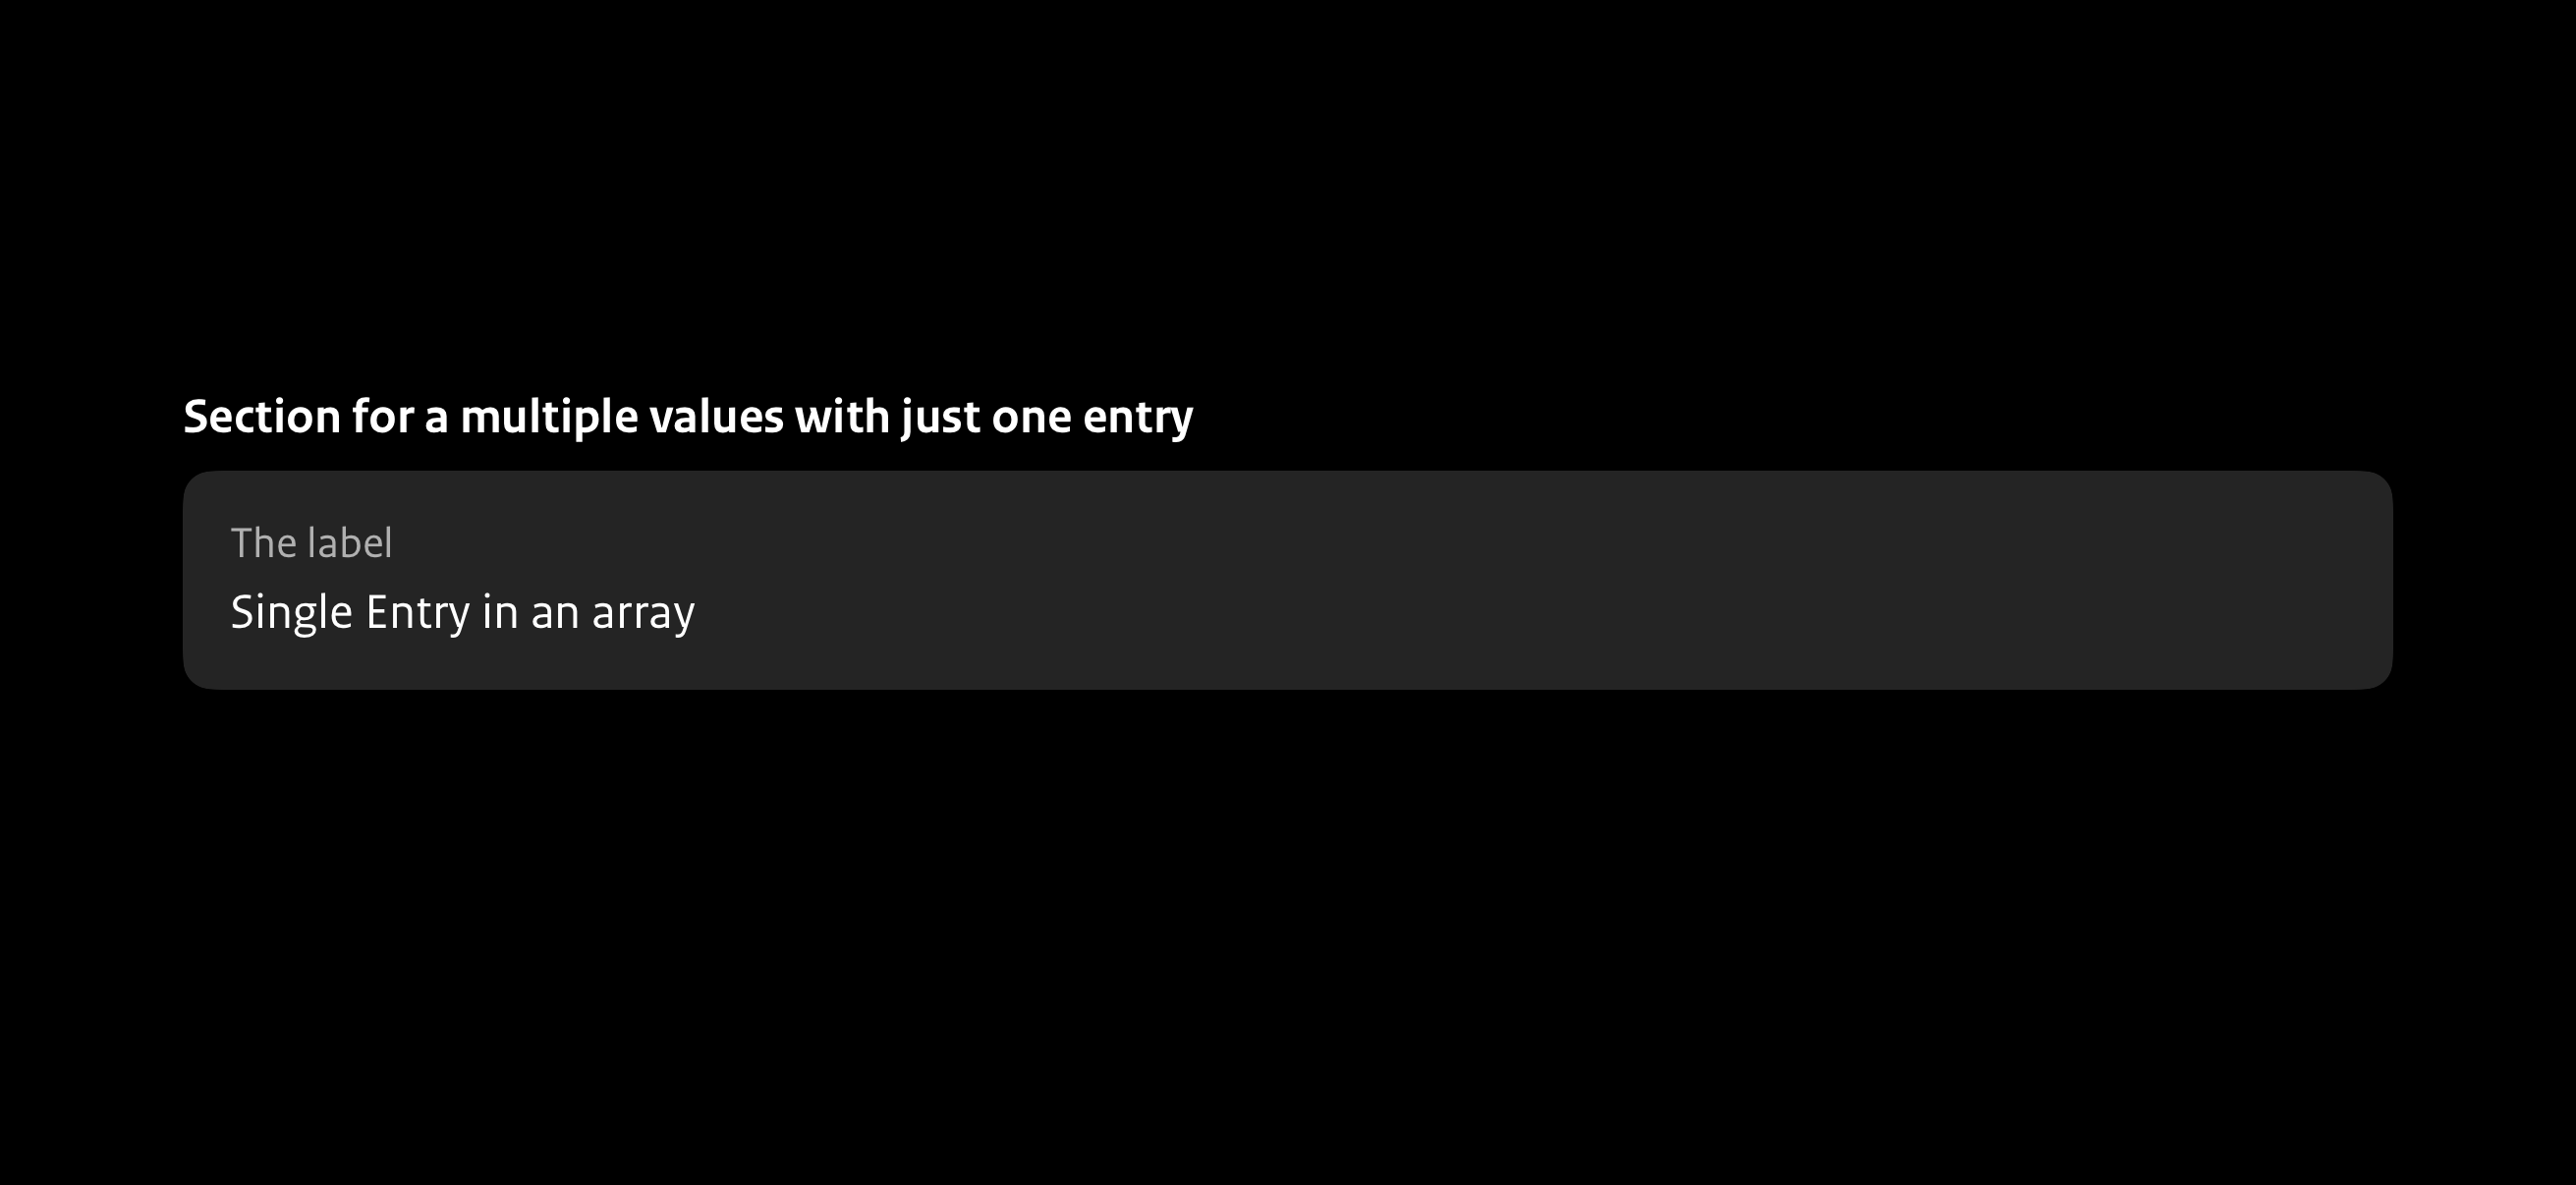 Section for a multiple values with just one entry
The label
Single Entry in an array